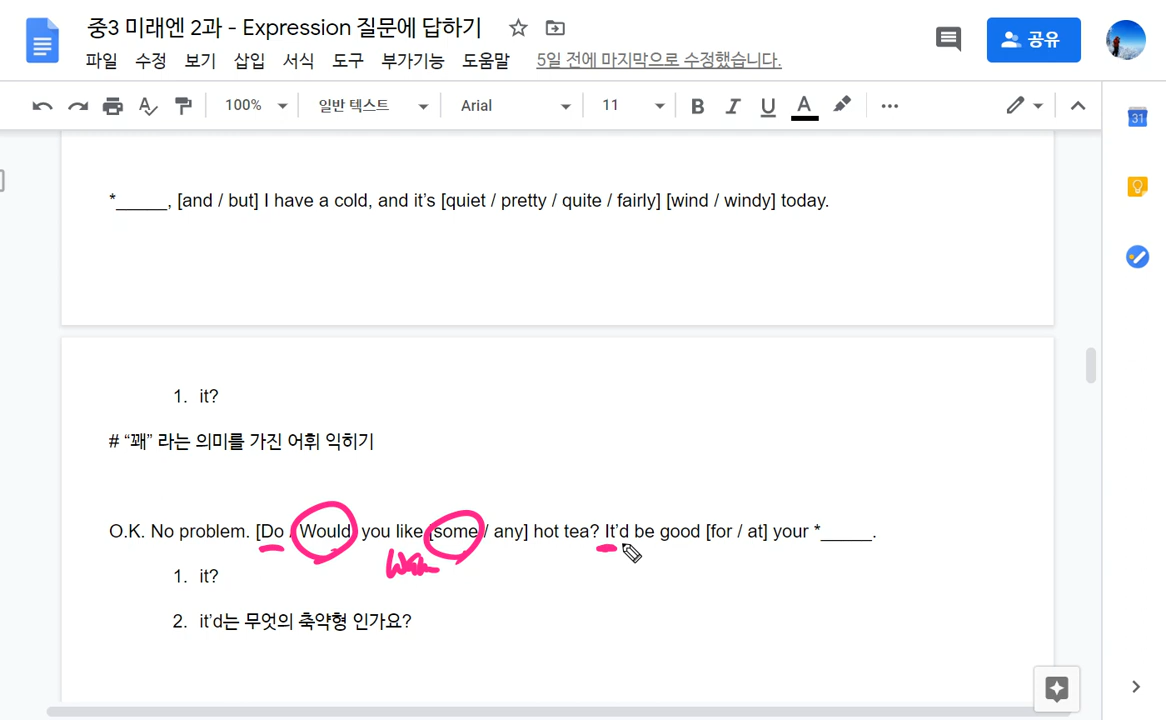 중3 미래엔 2과 - Expression 질문에 답하기
파일 수정 보기 삽입 서식 도구 부가기능 도움말 5일 전에 마지막으로 수정했습니다.
공유
100% 일반 텍스트 Arial 11 B I U A
31
*_____, [and / but] I have a cold, and it's [quiet / pretty / quite / fairly] [wind / windy] today.
1. it?
# “꽤” 라는 의미를 가진 어휘 익히기
O.K. No problem. [Do / Would] you like [some / any] hot tea? It’d be good [for / at] your *_____.
1. it?
2. it’d는 무엇의 축약형 인가요?